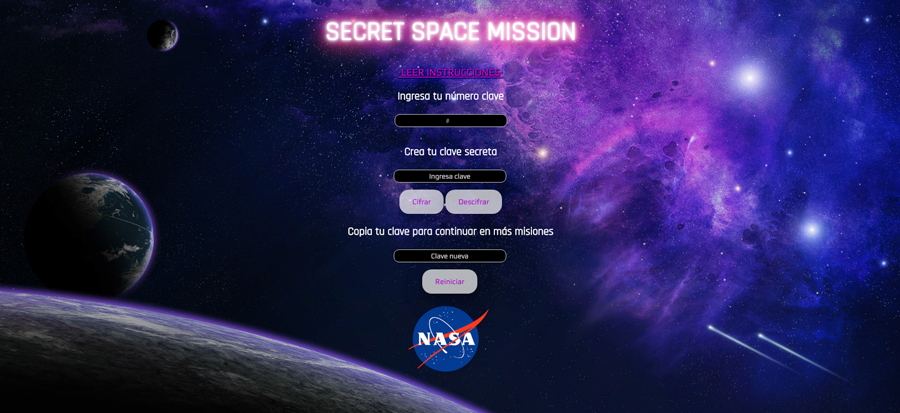 SECRET SPACE MISSION
LEER INSTRUCCIONES
Ingresa tu número clave
#
Crea tu clave secreta
Ingresa clave
Cifrar Descifrar
Copia tu clave para continuar en más misiones
Clave nueva
Reiniciar
NASA